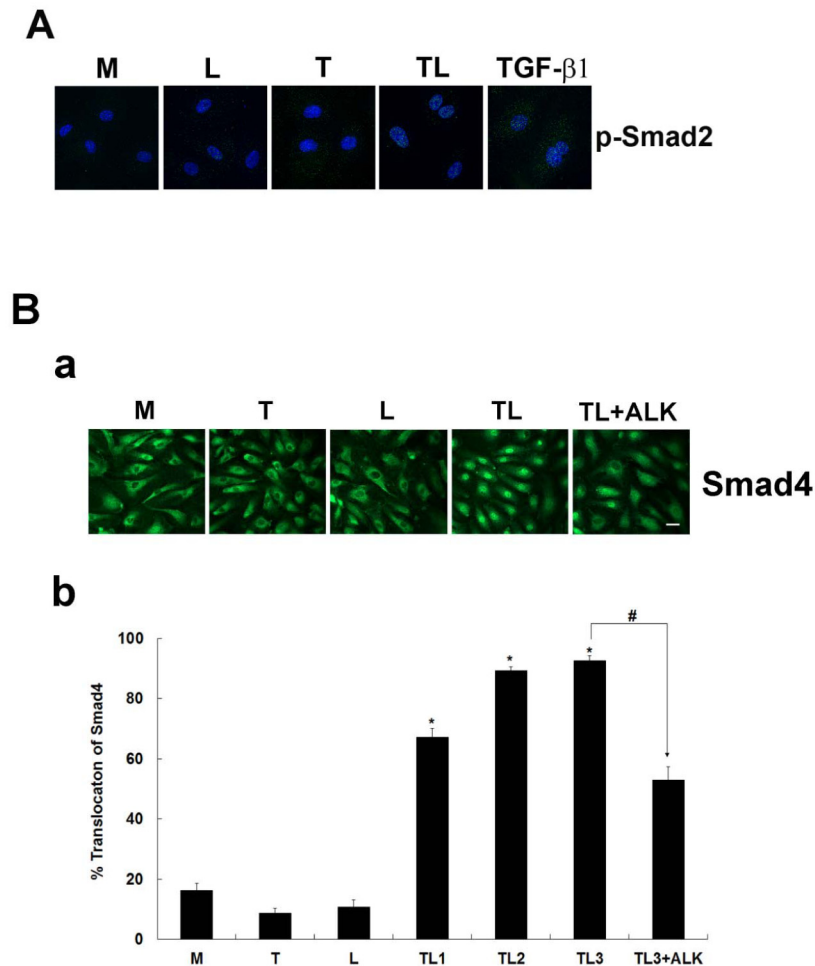 A
M L T TL TGF-β1
p-Smad2
B
a
M T L TL TL+ALK
Smad4
b
% Translocaton of Smad4
100
80
60
40
20
0
#
*
*
*
*
M T L TL1 TL2 TL3 TL3+ALK